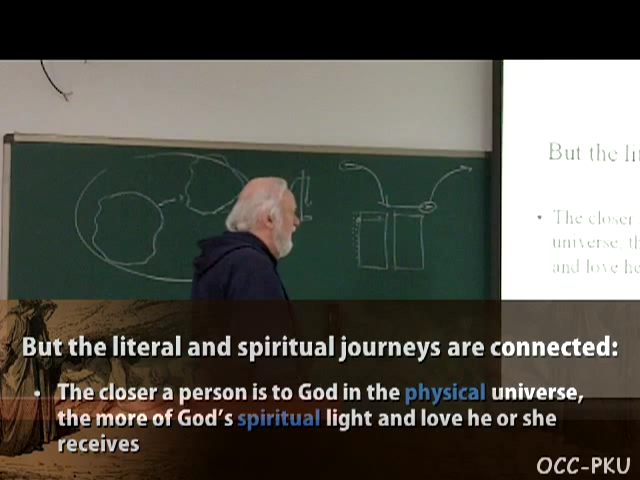 But the lit
• The closer
universe, th
and love he
But the literal and spiritual journeys are connected:
• The closer a person is to God in the physical universe,
the more of God's spiritual light and love he or she
receives
OCC-PKU